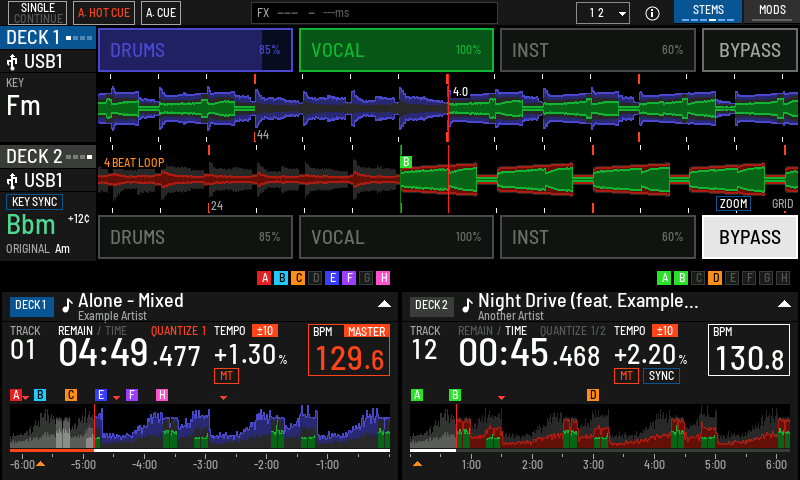 SINGLE
CONTINUE
A. HOT CUE
A. CUE
FX --- - ---ms
1 2
STEMS
MODS
DECK 1
DRUMS 85%
VOCAL 100%
INST 60%
BYPASS
USB1
KEY
Fm
4.0
44
DECK 2
4 BEAT LOOP
B
USB1
KEY SYNC
Bbm +12¢
ORIGINAL Am
24
ZOOM GRID
DRUMS 85%
VOCAL 100%
INST 60%
BYPASS
A B C D E F G H
A B C D E F G H
DECK 1
Alone - Mixed
Example Artist
TRACK
01
REMAIN / TIME
04:49.477
QUANTIZE 1
TEMPO ±10
+1.30%
MT
BPM MASTER
129.6
A B C E F H
-6:00 -5:00 -4:00 -3:00 -2:00 -1:00
DECK 2
Night Drive (feat. Example...
Another Artist
TRACK
12
REMAIN / TIME
00:45.468
QUANTIZE 1/2
TEMPO ±10
+2.20%
MT SYNC
BPM
130.8
A B D
1:00 2:00 3:00 4:00 5:00 6:00